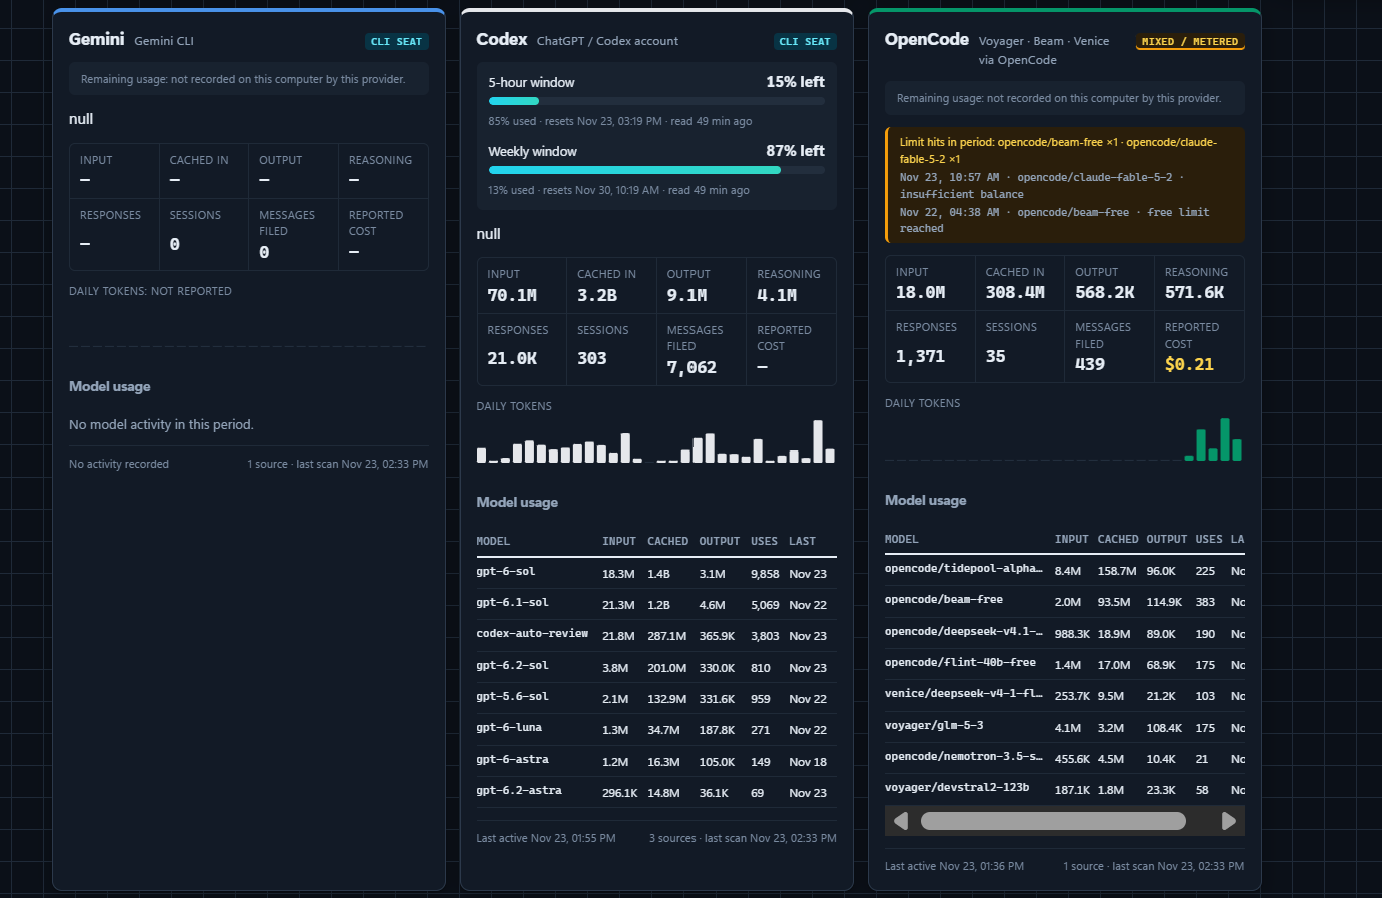 Gemini Gemini CLI CLI SEAT
Remaining usage: not recorded on this computer by this provider.
null
INPUT CACHED IN OUTPUT REASONING
— — — —
RESPONSES SESSIONS MESSAGES FILED REPORTED COST
— 0 0 —
DAILY TOKENS: NOT REPORTED
Model usage
No model activity in this period.
No activity recorded 1 source · last scan Nov 23, 02:33 PM
Codex ChatGPT / Codex account CLI SEAT
5-hour window 15% left
85% used · resets Nov 23, 03:19 PM · read 49 min ago
Weekly window 87% left
13% used · resets Nov 30, 10:19 AM · read 49 min ago
null
INPUT CACHED IN OUTPUT REASONING
70.1M 3.2B 9.1M 4.1M
RESPONSES SESSIONS MESSAGES FILED REPORTED COST
21.0K 303 7,062 —
DAILY TOKENS
Model usage
MODEL INPUT CACHED OUTPUT USES LAST
gpt-6-sol 18.3M 1.4B 3.1M 9,858 Nov 23
gpt-6.1-sol 21.3M 1.2B 4.6M 5,069 Nov 22
codex-auto-review 21.8M 287.1M 365.9K 3,803 Nov 23
gpt-6.2-sol 3.8M 201.0M 330.0K 810 Nov 23
gpt-5.6-sol 2.1M 132.9M 331.6K 959 Nov 22
gpt-6-luna 1.3M 34.7M 187.8K 271 Nov 22
gpt-6-astra 1.2M 16.3M 105.0K 149 Nov 18
gpt-6.2-astra 296.1K 14.8M 36.1K 69 Nov 23
Last active Nov 23, 01:55 PM 3 sources · last scan Nov 23, 02:33 PM
OpenCode Voyager · Beam · Venice MIXED / METERED
via OpenCode
Remaining usage: not recorded on this computer by this provider.
Limit hits in period: opencode/beam-free ×1 · opencode/claude-
fable-5-2 ×1
Nov 23, 10:57 AM · opencode/claude-fable-5-2 ·
insufficient balance
Nov 22, 04:38 AM · opencode/beam-free · free limit
reached
INPUT CACHED IN OUTPUT REASONING
18.0M 308.4M 568.2K 571.6K
RESPONSES SESSIONS MESSAGES FILED REPORTED COST
1,371 35 439 $0.21
DAILY TOKENS
Model usage
MODEL INPUT CACHED OUTPUT USES LA
opencode/tidepool-alpha… 8.4M 158.7M 96.0K 225 No
opencode/beam-free 2.0M 93.5M 114.9K 383 No
opencode/deepseek-v4.1-… 988.3K 18.9M 89.0K 190 No
opencode/flint-40b-free 1.4M 17.0M 68.9K 175 No
venice/deepseek-v4-1-fl… 253.7K 9.5M 21.2K 103 No
voyager/glm-5-3 4.1M 3.2M 108.4K 175 No
opencode/nemotron-3.5-s… 455.6K 4.5M 10.4K 21 No
voyager/devstral2-123b 187.1K 1.8M 23.3K 58 No
Last active Nov 23, 01:36 PM 1 source · last scan Nov 23, 02:33 PM